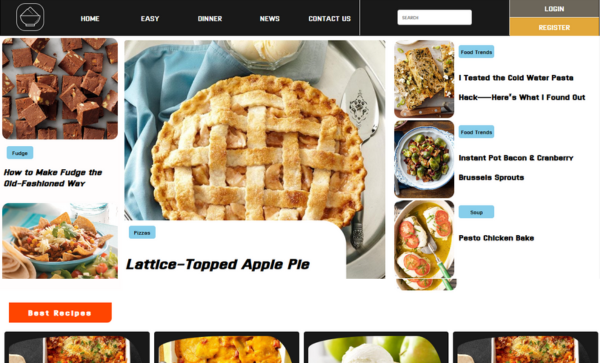 HOME EASY DINNER NEWS CONTACT US SEARCH LOGIN
REGISTER
Fudge
How to Make Fudge the
Old-Fashioned Way
Pizzas
Lattice-Topped Apple Pie
Food Trends
I Tested the Cold Water Pasta
Hack—Here's What I Found Out
Food Trends
Instant Pot Bacon & Cranberry
Brussels Sprouts
Soup
Pesto Chicken Bake
Best Recipes